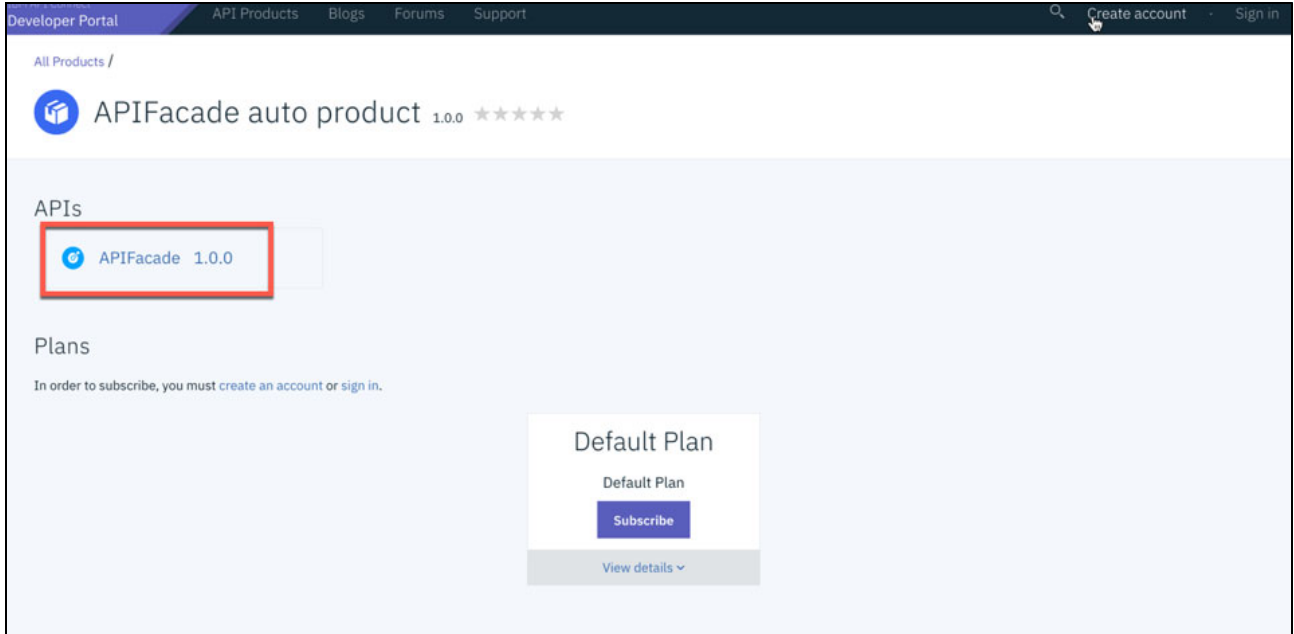 Developer Portal
API Products Blogs Forums Support
Create account · Sign in
All Products /
APIFacade auto product 1.0.0
APIs
APIFacade 1.0.0
Plans
In order to subscribe, you must create an account or sign in.
Default Plan
Default Plan
Subscribe
View details